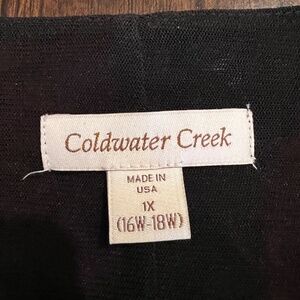 Coldwater Creek
MADE IN
USA
1X
(16W-18W)